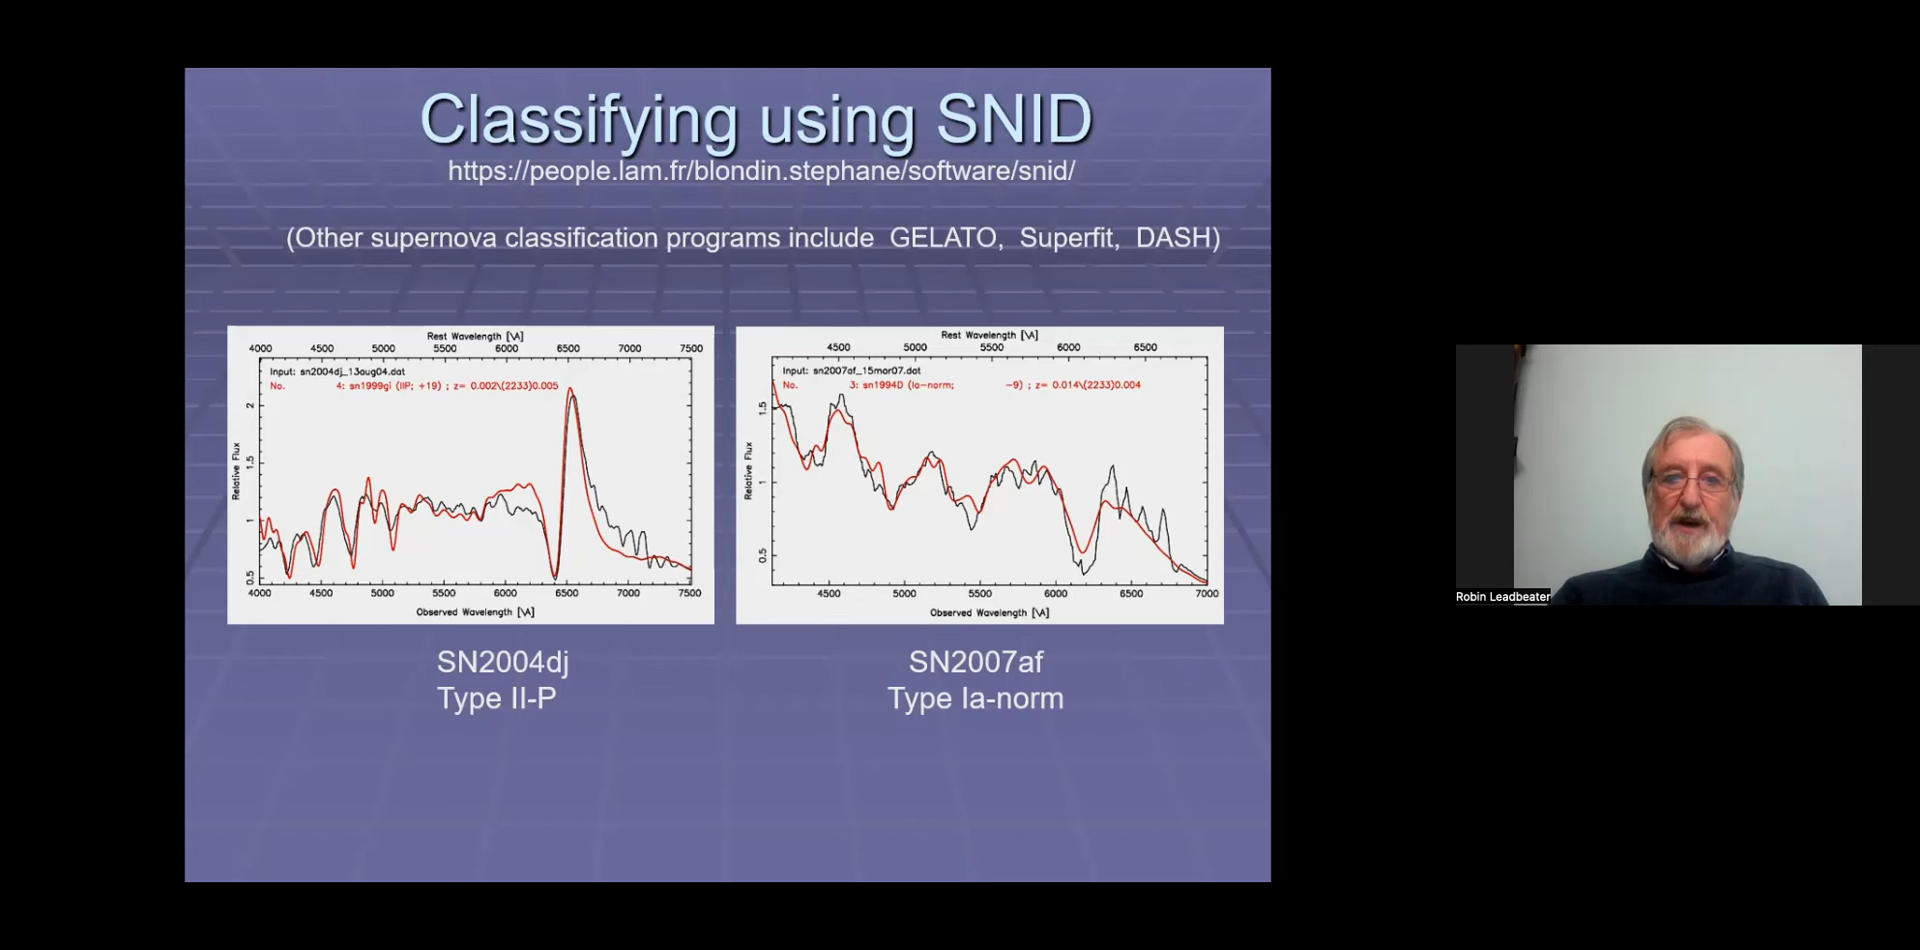 Classifying using SNID
https://people.lam.fr/blondin.stephane/software/snid/
(Other supernova classification programs include GELATO, Superfit, DASH)
Rest Wavelength [\A]
4000 4500 5000 5500 6000 6500 7000 7500
Input: sn2004dj_13aug04.dat
No. 4: sn1999gi (IIP; +19) ; z= 0.002\(2233)0.005
Relative Flux
2
1.5
1
0.5
4000 4500 5000 5500 6000 6500 7000 7500
Observed Wavelength [\A]
Rest Wavelength [\A]
4500 5000 5500 6000 6500
Input: sn2007af_15mar07.dat
No. 3: sn1994D (Ia-norm; -9) ; z= 0.014\(2233)0.004
Relative Flux
1.5
1
0.5
4500 5000 5500 6000 6500 7000
Observed Wavelength [\A]
SN2004dj
Type II-P
SN2007af
Type Ia-norm
Robin Leadbeater